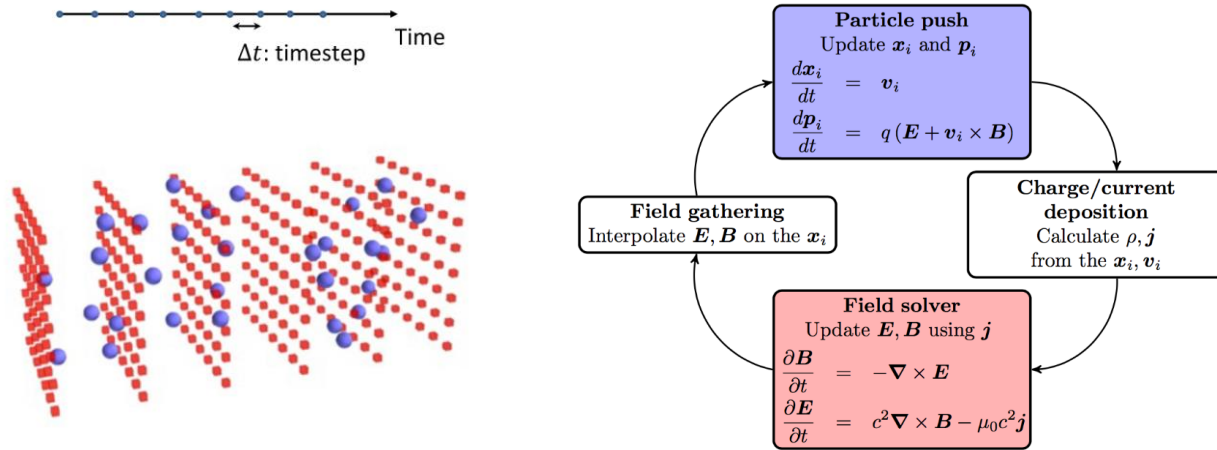 Time
Δt: timestep
Particle push
Update x_i and p_i
dx_i/dt = v_i
dp_i/dt = q (E + v_i × B)
Charge/current
deposition
Calculate ρ, j
from the x_i, v_i
Field solver
Update E, B using j
∂B/∂t = −∇ × E
∂E/∂t = c²∇ × B − μ₀c²j
Field gathering
Interpolate E, B on the x_i